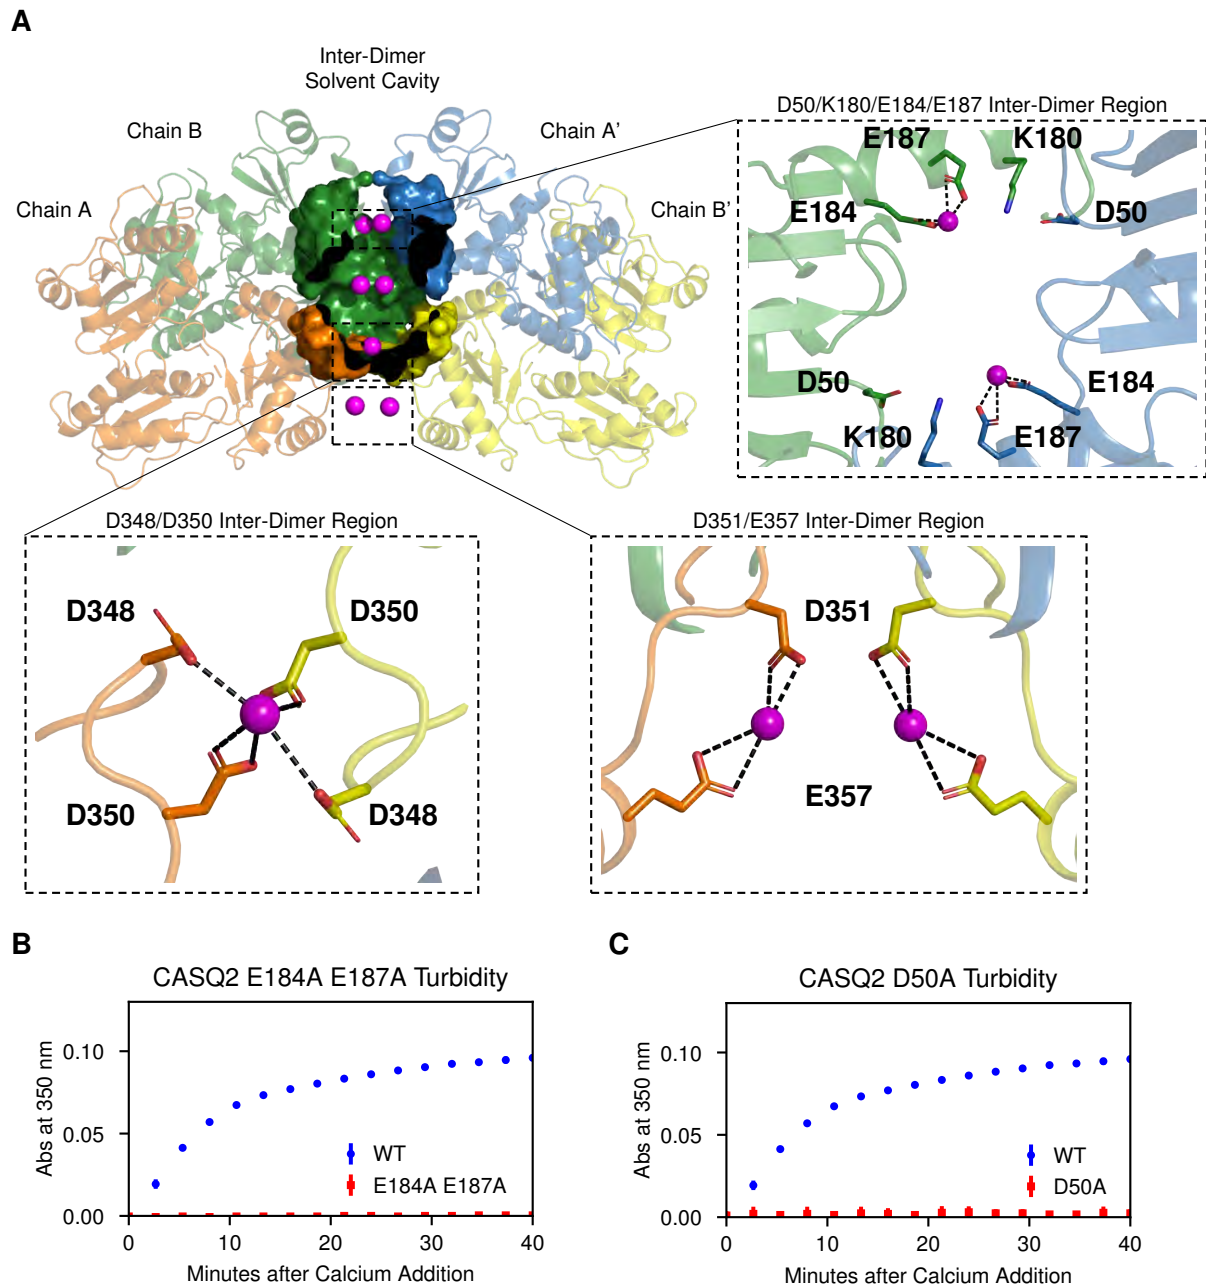 A
Inter-Dimer
Solvent Cavity
Chain B
Chain A'
Chain A
Chain B'
D50/K180/E184/E187 Inter-Dimer Region
E187
K180
E184
D50
D50
E184
K180
E187
D348/D350 Inter-Dimer Region
D348
D350
D350
D348
D351/E357 Inter-Dimer Region
D351
E357
B
CASQ2 E184A E187A Turbidity
Abs at 350 nm
0.10
0.05
0.00
WT
E184A E187A
0
10
20
30
40
Minutes after Calcium Addition
C
CASQ2 D50A Turbidity
Abs at 350 nm
0.10
0.05
0.00
WT
D50A
0
10
20
30
40
Minutes after Calcium Addition